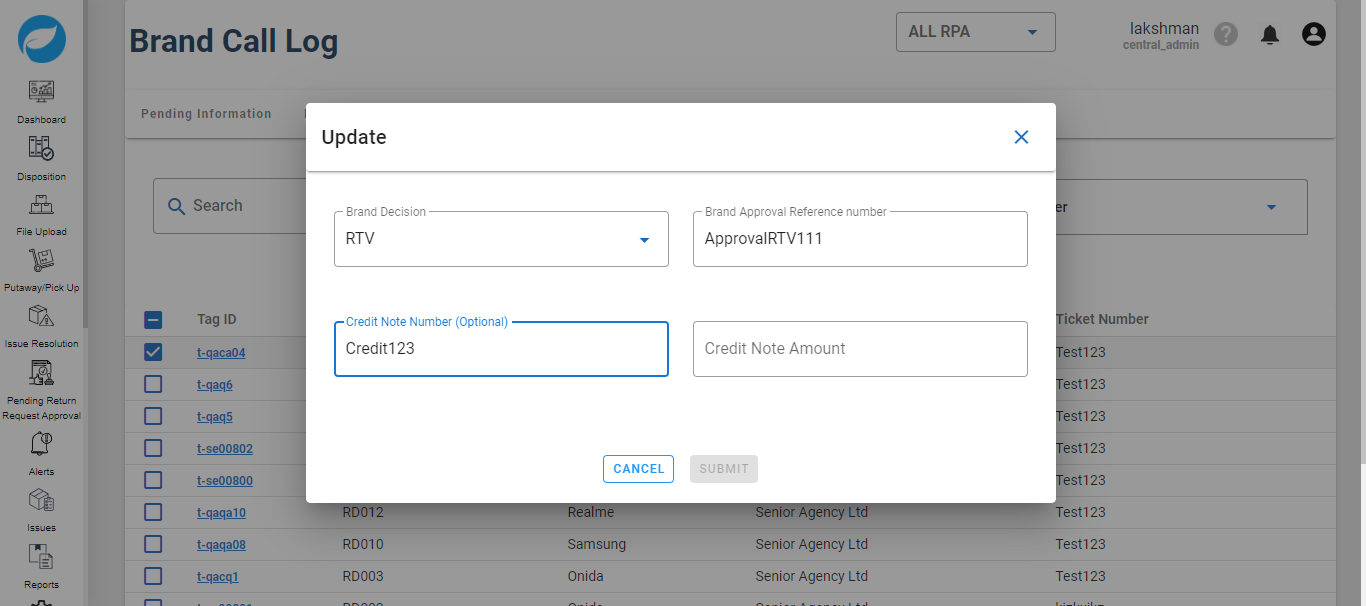 Brand Call Log
ALL RPA
lakshman
central_admin
?
Dashboard
Disposition
File Upload
Putaway/Pick Up
Issue Resolution
Pending Return
Request Approval
Alerts
Issues
Reports
Pending Information
Search
er
Update
Brand Decision
RTV
Brand Approval Reference number
ApprovalRTV111
Credit Note Number (Optional)
Credit123
Credit Note Amount
CANCEL
SUBMIT
Tag ID
Ticket Number
t-qaca04
Test123
t-qaq6
Test123
t-qaq5
Test123
t-se00802
Test123
t-se00800
Test123
t-qaqa10 RD012 Realme Senior Agency Ltd Test123
t-qaqa08 RD010 Samsung Senior Agency Ltd Test123
t-qacq1 RD003 Onida Senior Agency Ltd Test123